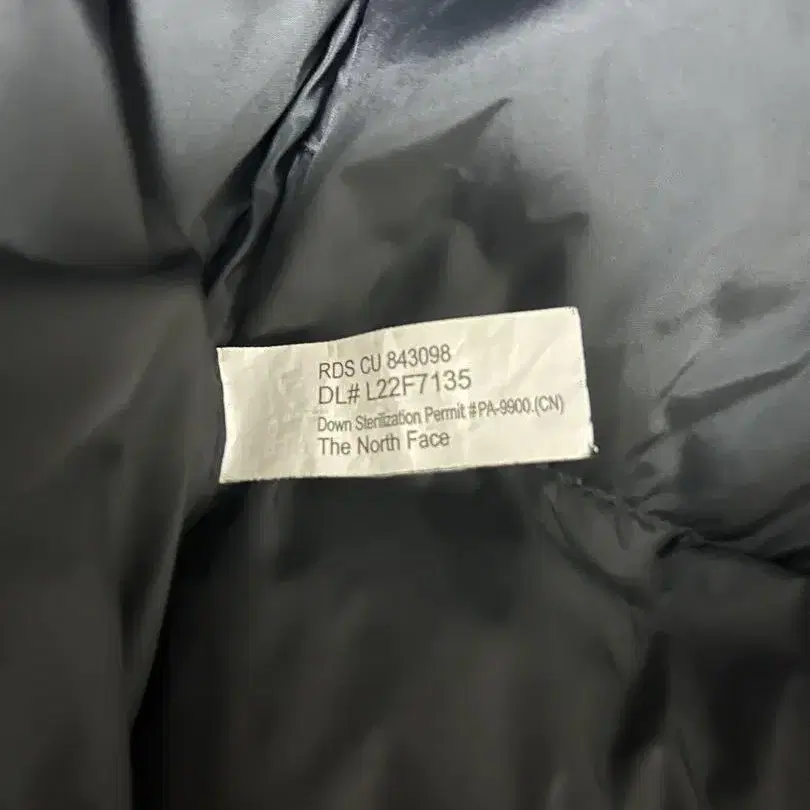 RDS CU 843098
DL# L22F7135
Down Sterilization Permit #PA-9900.(CN)
The North Face